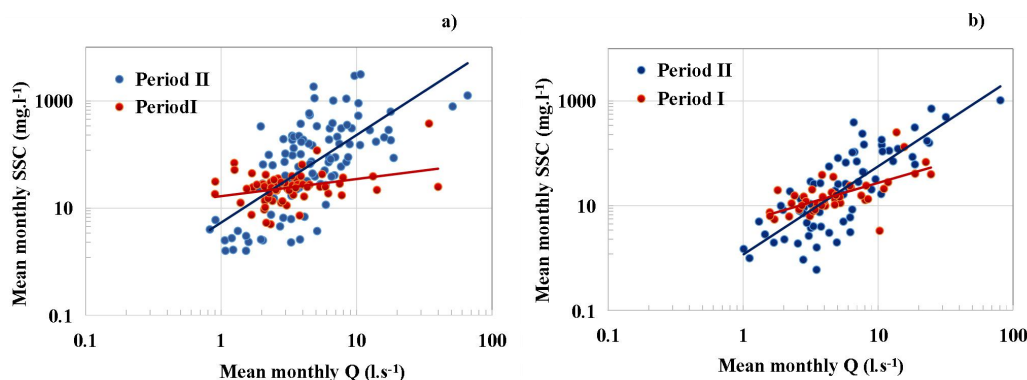 a)
Mean monthly SSC (mg.l-1)
1000
10
0.1
Period II
PeriodI
0.1 1 10 100
Mean monthly Q (l.s-1)
b)
Mean monthly SSC (mg.l-1)
1000
10
0.1
Period II
Period I
0.1 1 10 100
Mean monthly Q (l.s-1)